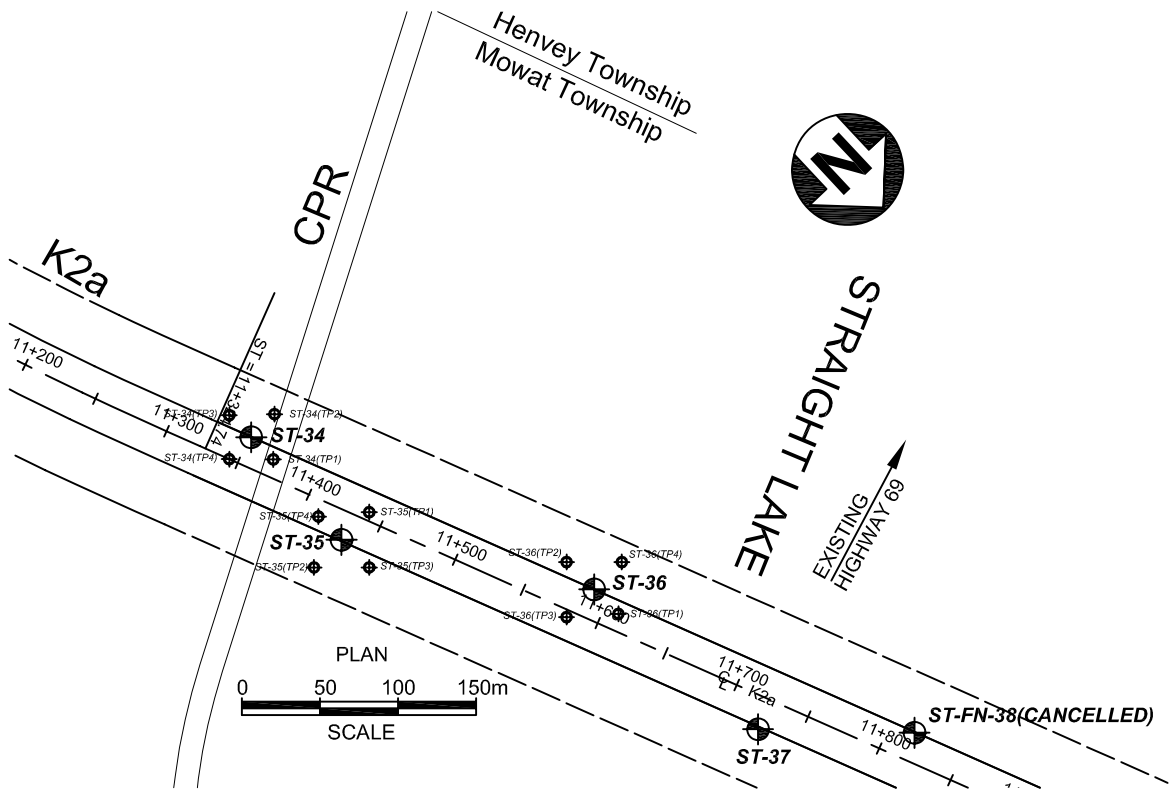 Henvey Township
Mowat Township
N
CPR
K2a
STRAIGHT LAKE
EXISTING
HIGHWAY 69
11+200
11+300
ST-34(TP3)
ST-34(TP2)
ST-34
ST-34(TP4)
ST-34(TP1)
11+400
ST-35(TP4)
ST-35(TP1)
ST-35
ST-35(TP2)
ST-35(TP3)
11+500
ST-36(TP2)
ST-36(TP4)
ST-36
ST-36(TP3)
ST-36(TP1)
11+600
11+700
CL K2a
11+800
ST-FN-38(CANCELLED)
ST-37
PLAN
0 50 100 150m
SCALE